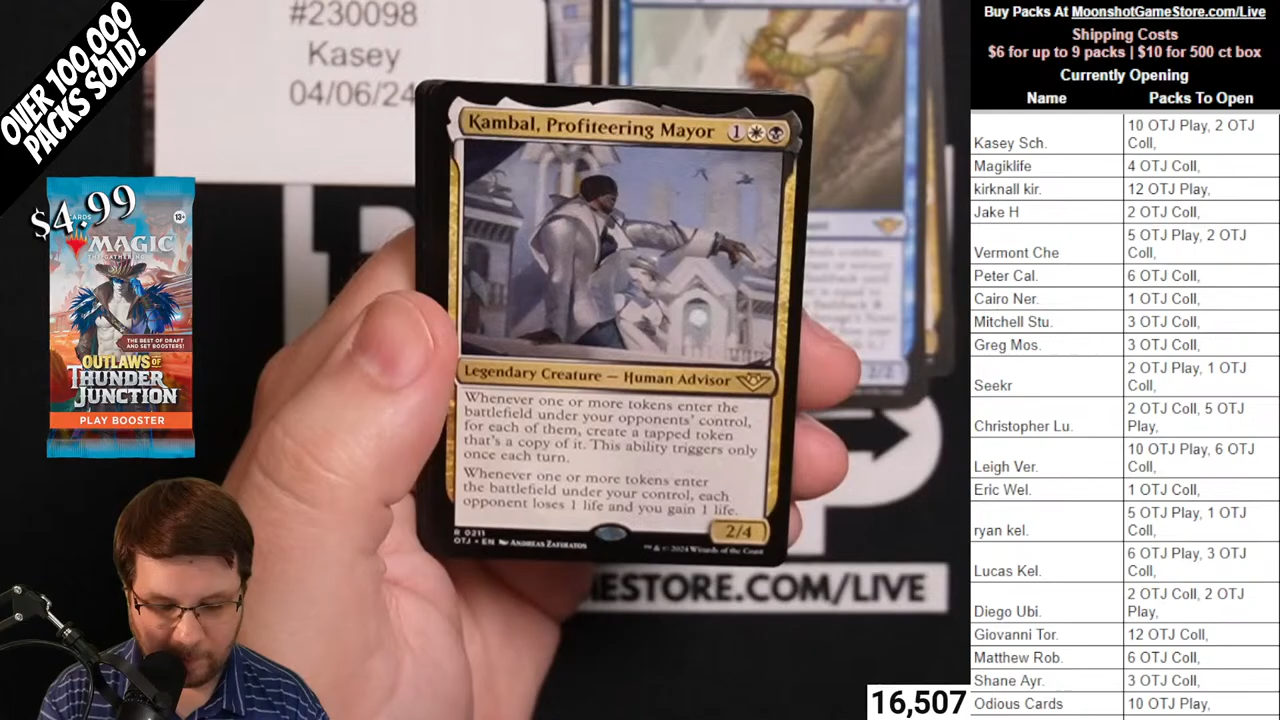 OVER 100,000
PACKS SOLD!
$4.99
CARDS
13+
MAGIC
THE GATHERING
THE BEST OF DRAFT
AND SET BOOSTERS!
OUTLAWS OF
THUNDER
JUNCTION
PLAY BOOSTER
#230098
Kasey
04/06/24
Kambal, Profiteering Mayor 1
Legendary Creature — Human Advisor
Whenever one or more tokens enter the
battlefield under your opponents' control,
for each of them, create a tapped token
that's a copy of it. This ability triggers only
once each turn.
Whenever one or more tokens enter
the battlefield under your control, each
opponent loses 1 life and you gain 1 life.
2/4
R 0211
OTJ • EN ANDREAS ZAFIRATOS
™ & © 2024 Wizards of the Coast
2/2
ESTORE.COM/LIVE
16,507
Buy Packs At MoonshotGameStore.com/Live
Shipping Costs
$6 for up to 9 packs | $10 for 500 ct box
Currently Opening
Name Packs To Open
Kasey Sch. 10 OTJ Play, 2 OTJ
Coll,
Magiklife 4 OTJ Coll,
kirknall kir. 12 OTJ Play,
Jake H 2 OTJ Coll,
Vermont Che 5 OTJ Play, 2 OTJ
Coll,
Peter Cal. 6 OTJ Coll,
Cairo Ner. 1 OTJ Coll,
Mitchell Stu. 3 OTJ Coll,
Greg Mos. 3 OTJ Coll,
Seekr 2 OTJ Play, 1 OTJ
Coll,
Christopher Lu. 2 OTJ Coll, 5 OTJ
Play,
Leigh Ver. 10 OTJ Play, 6 OTJ
Coll,
Eric Wel. 1 OTJ Coll,
ryan kel. 5 OTJ Play, 1 OTJ
Coll,
Lucas Kel. 6 OTJ Play, 3 OTJ
Coll,
Diego Ubi. 2 OTJ Coll, 2 OTJ
Play,
Giovanni Tor. 12 OTJ Coll,
Matthew Rob. 6 OTJ Coll,
Shane Ayr. 3 OTJ Coll,
Odious Cards 10 OTJ Play,